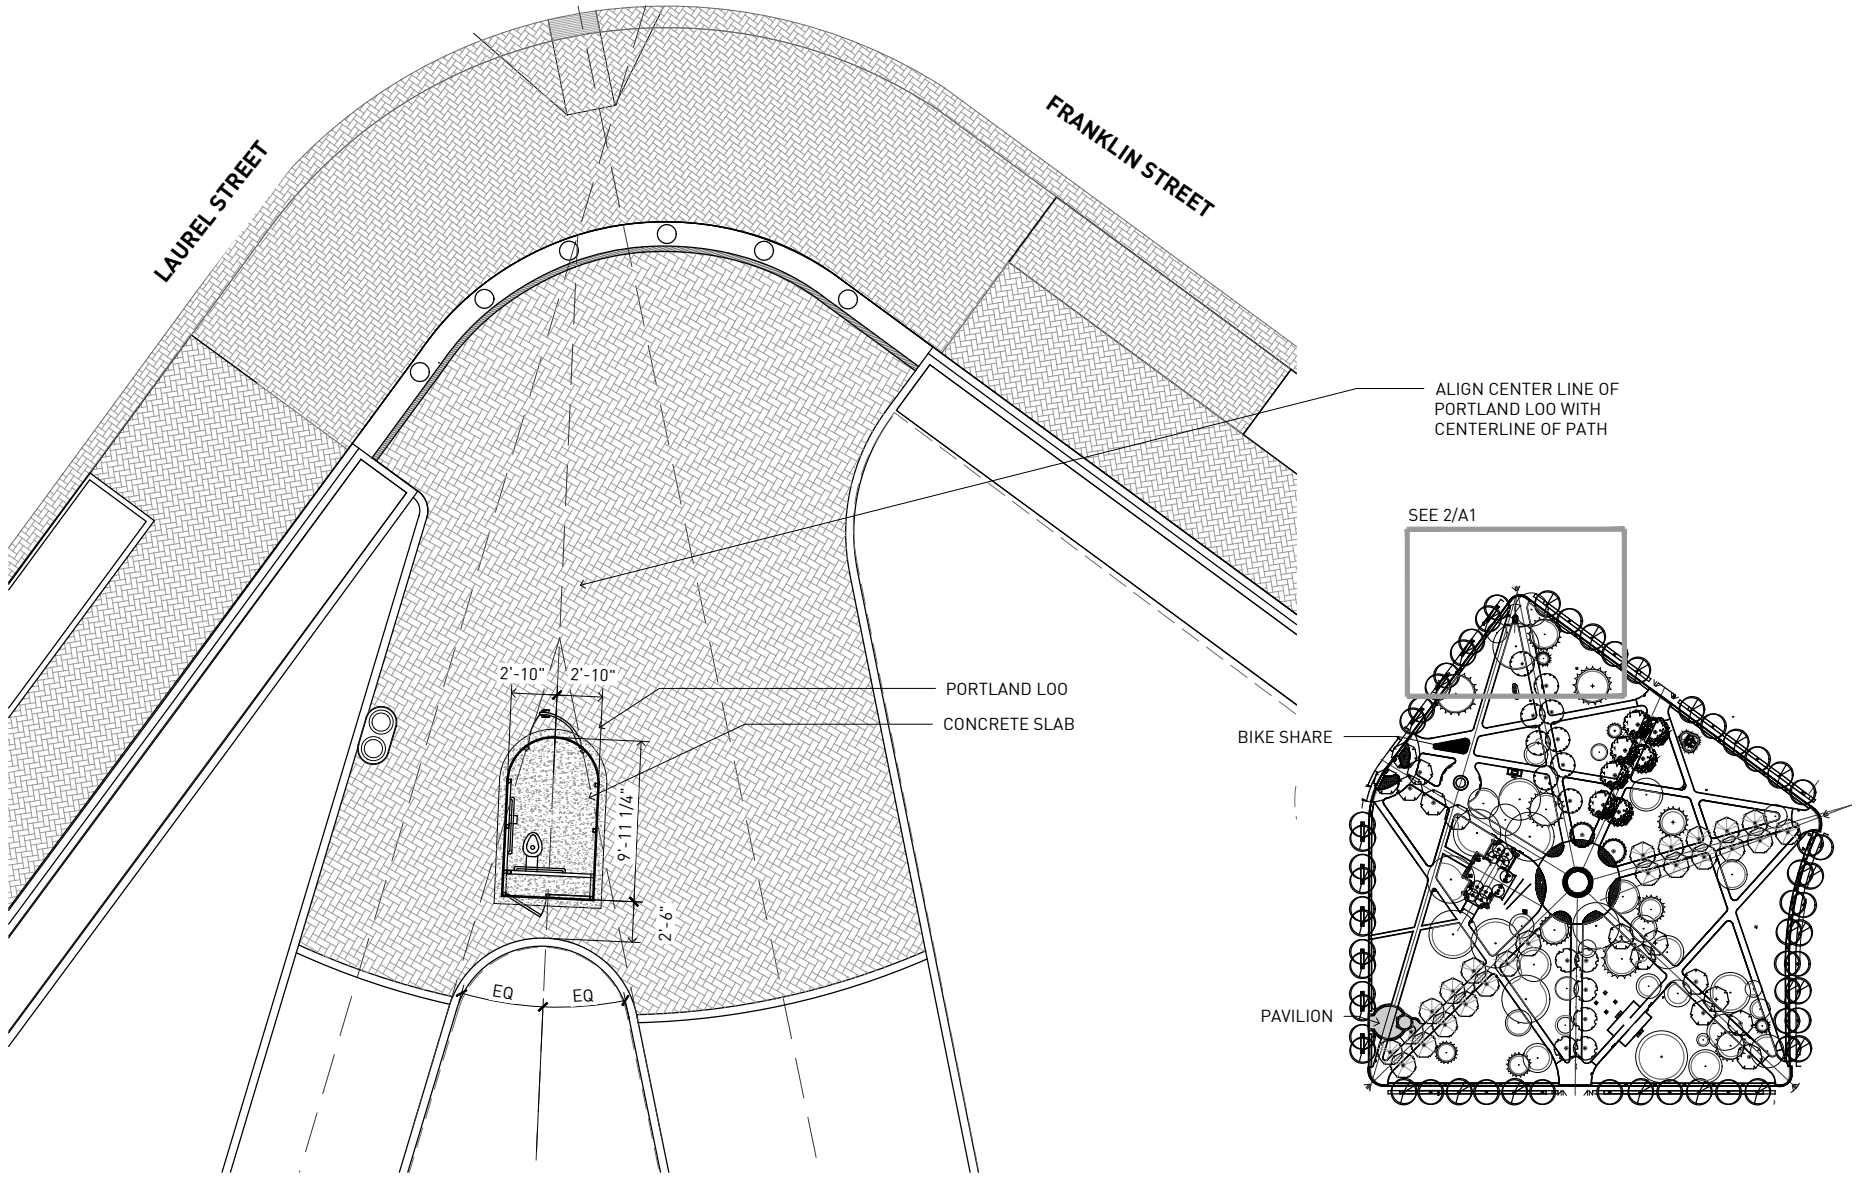 LAUREL STREET
FRANKLIN STREET
ALIGN CENTER LINE OF
PORTLAND LOO WITH
CENTERLINE OF PATH
SEE 2/A1
2'-10"
2'-10"
PORTLAND LOO
CONCRETE SLAB
BIKE SHARE
9'-11 1/4"
2'-6"
EQ
EQ
PAVILION